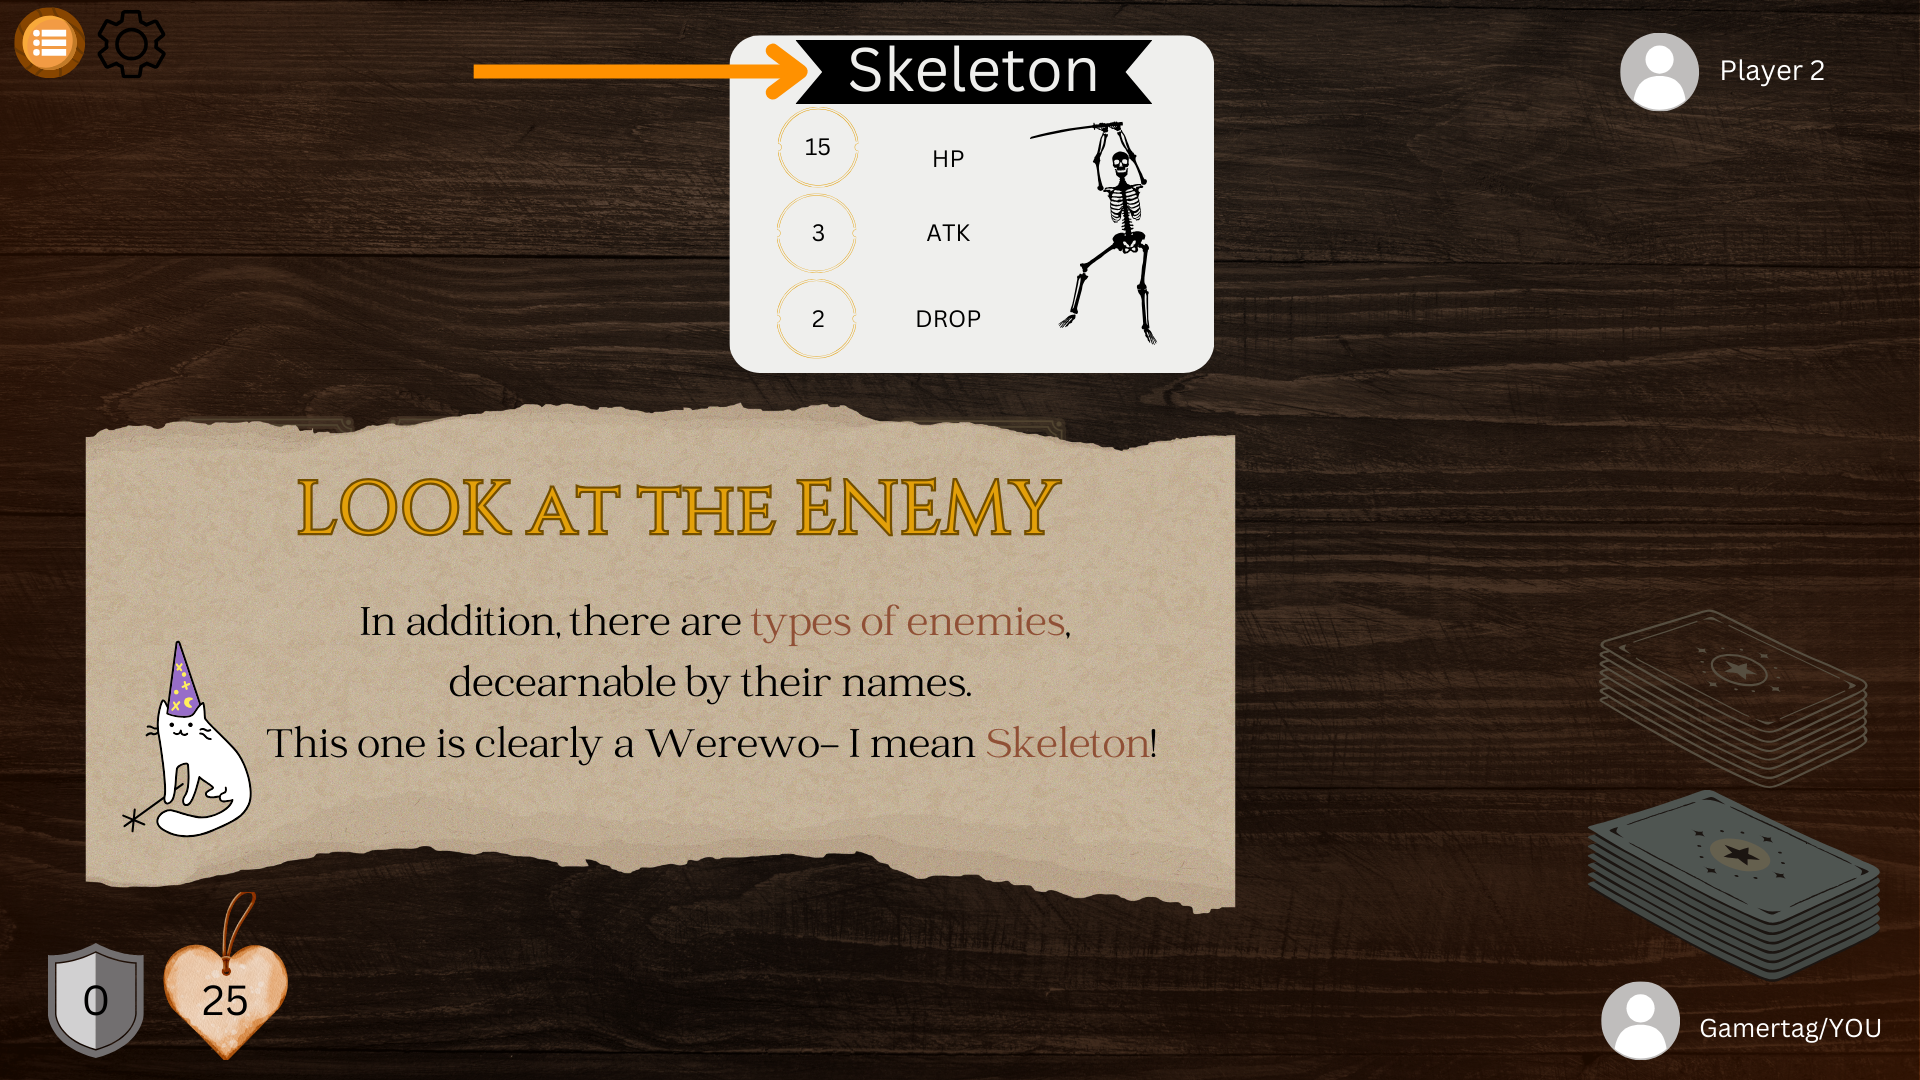 Skeleton
Player 2
15
HP
3
ATK
2
DROP
LOOK AT THE ENEMY
In addition, there are types of enemies,
decearnable by their names.
This one is clearly a Werewo– I mean Skeleton!
0
25
Gamertag/YOU